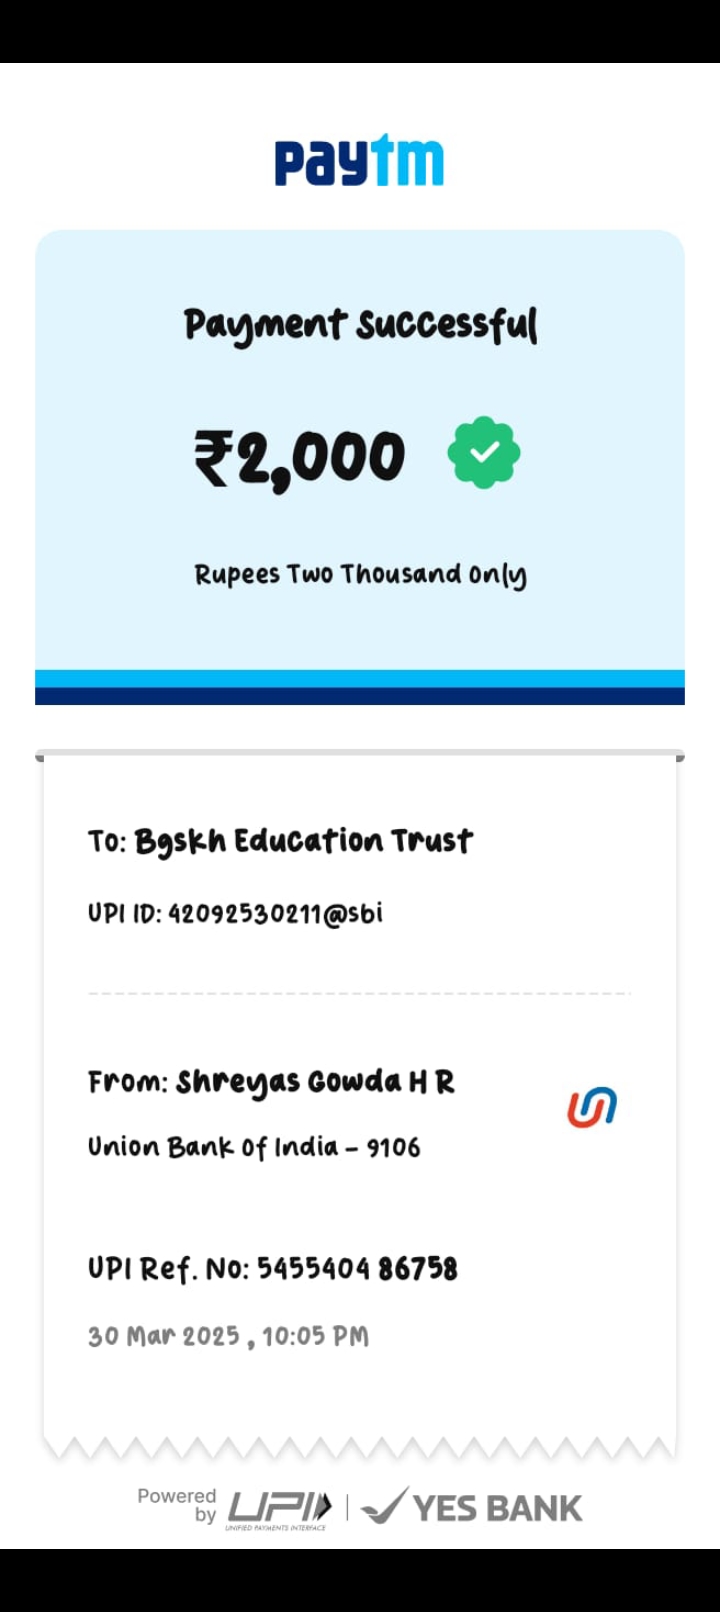 paytm
Payment Successful
₹2,000
Rupees Two Thousand Only
To: Bgskh Education Trust
UPI ID: 42092530211@sbi
From: Shreyas Gowda H R
Union Bank Of India - 9106
UPI Ref. No: 5455404 86758
30 Mar 2025 , 10:05 PM
Powered by UPI | YES BANK
UNIFIED PAYMENTS INTERFACE